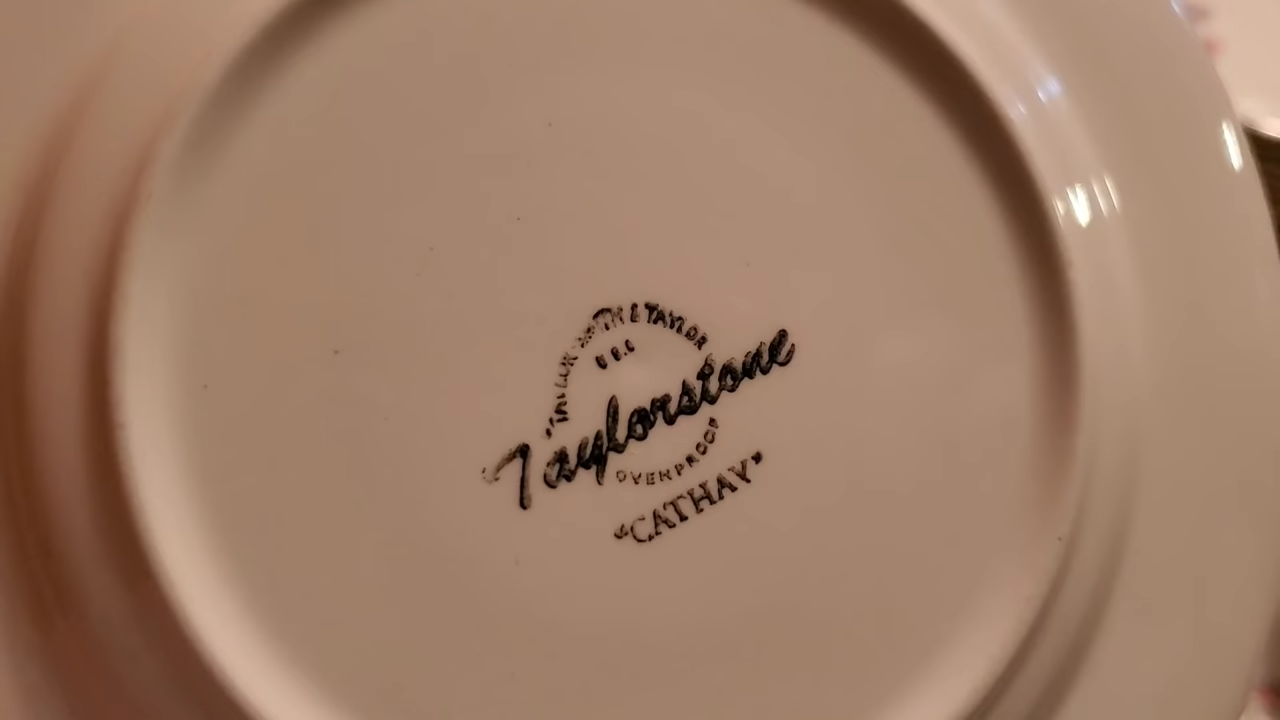 "TAYLOR SMITH & TAYLOR
U S A
Taylorstone
OVENPROOF
"CATHAY"